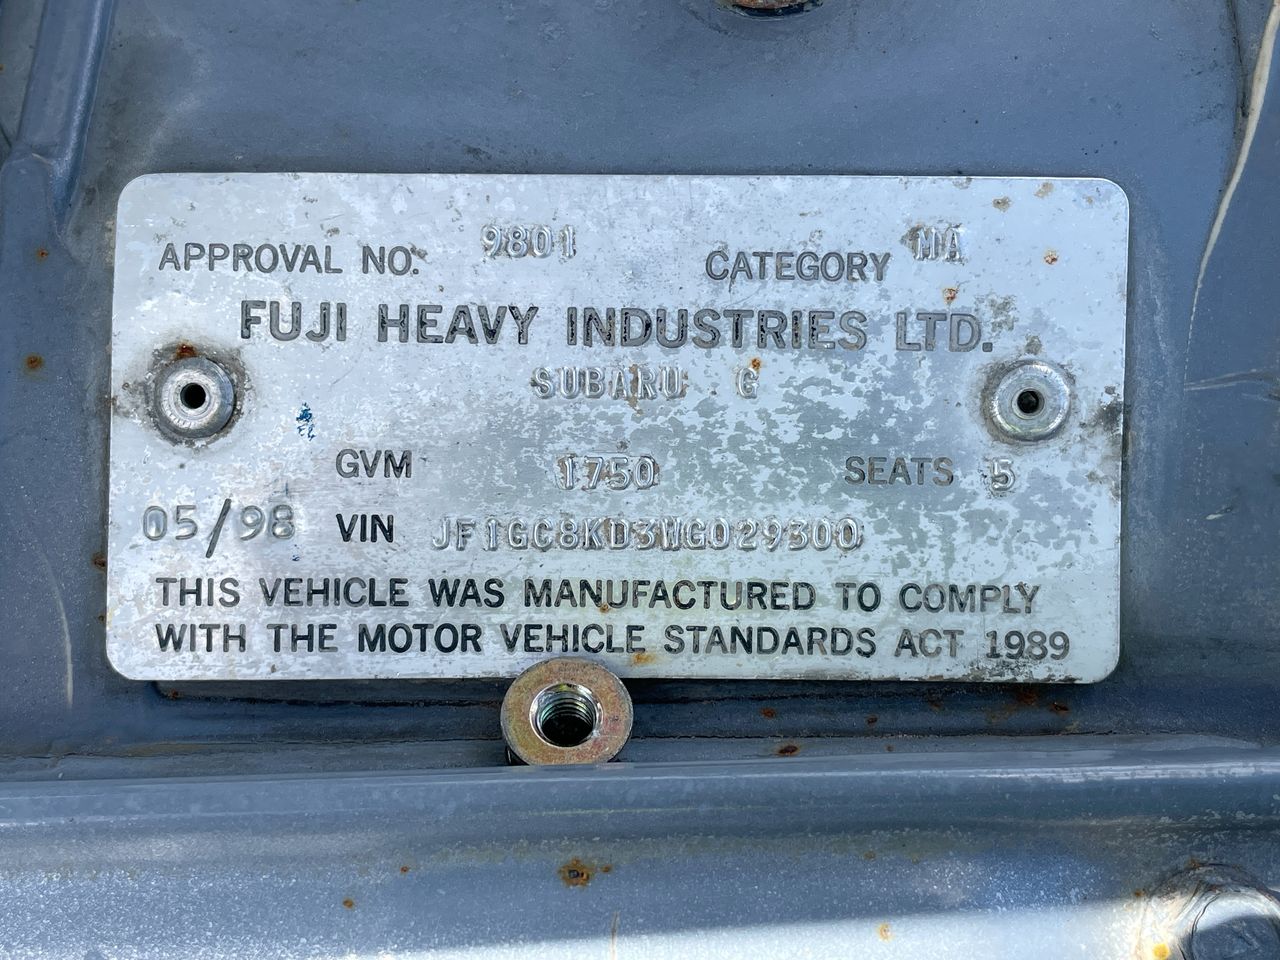 APPROVAL NO. 9801 CATEGORY MA
FUJI HEAVY INDUSTRIES LTD.
SUBARU G
GVM 1750 SEATS 5
05/98 VIN JF1GC8KD3WG029300
THIS VEHICLE WAS MANUFACTURED TO COMPLY
WITH THE MOTOR VEHICLE STANDARDS ACT 1989